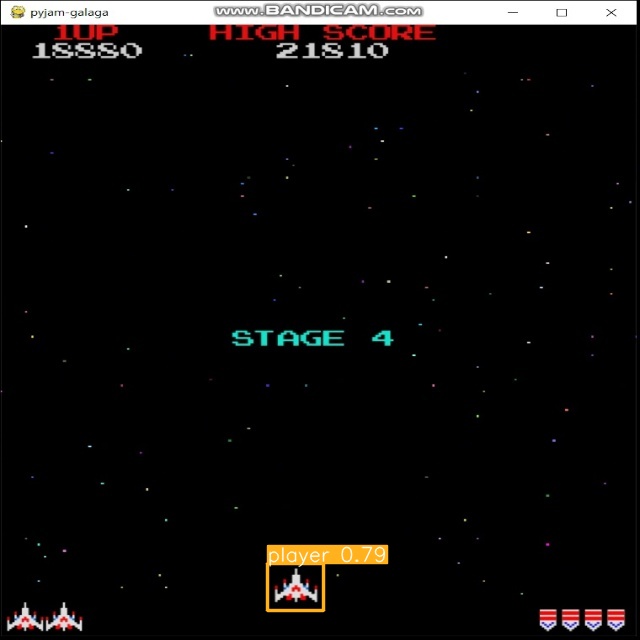 pyjam-galaga
www.BANDICAM.com
1UP HIGH SCORE
18880 21810
STAGE 4
player 0.79